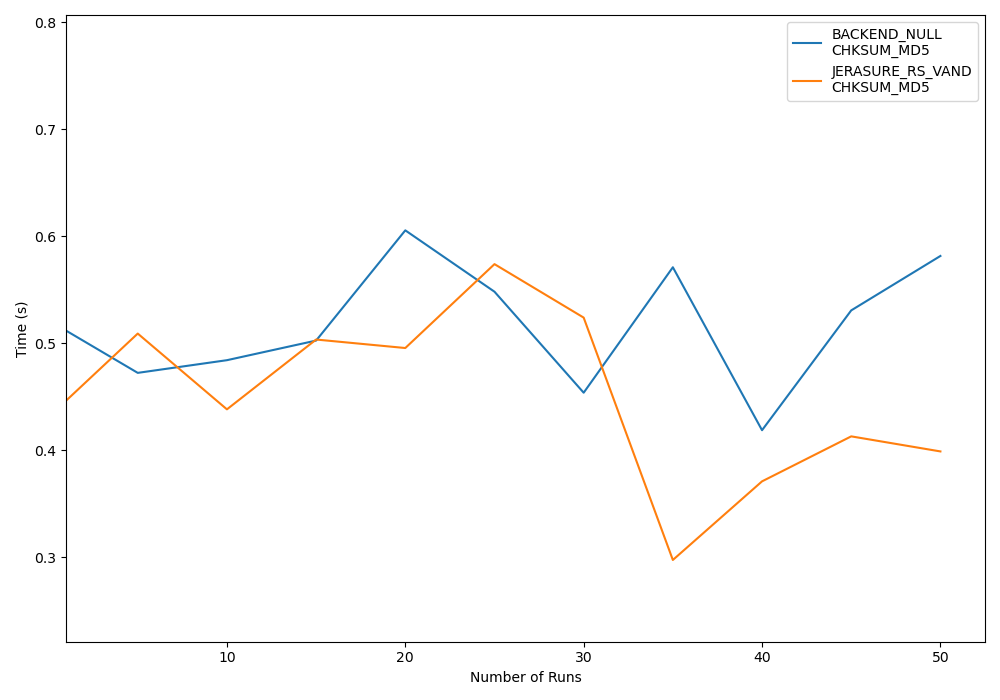 0.8
0.7
0.6
0.5
0.4
0.3
Time (s)
10
20
30
40
50
Number of Runs
BACKEND_NULL
CHKSUM_MD5
JERASURE_RS_VAND
CHKSUM_MD5